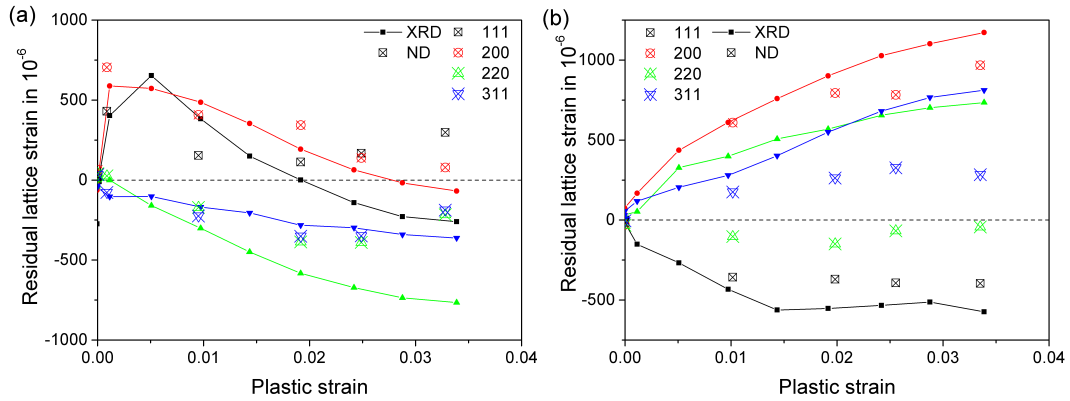 (a)
Residual lattice strain in 10-6
1000
500
0
-500
-1000
XRD 111
ND 200
220
311
0.00 0.01 0.02 0.03 0.04
Plastic strain
(b)
Residual lattice strain in 10-6
1000
500
0
-500
111 XRD
200 ND
220
311
0.00 0.01 0.02 0.03 0.04
Plastic strain